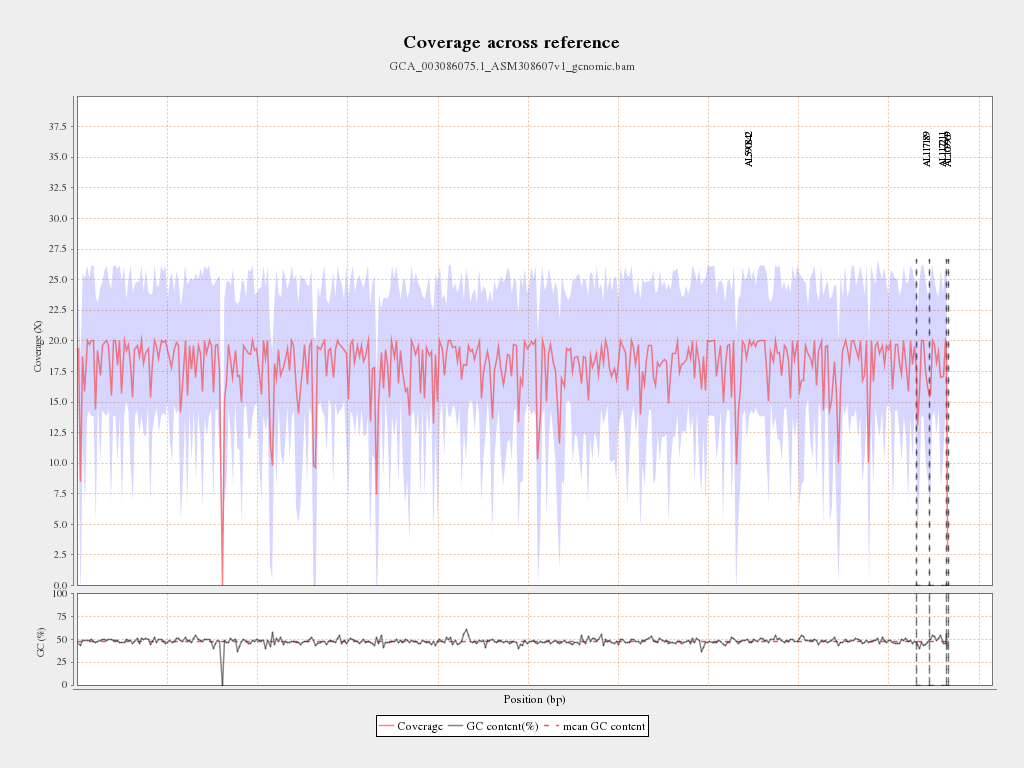 Coverage across reference
GCA_003086075.1_ASM308607v1_genomic.bam
37.5
35.0
32.5
30.0
27.5
25.0
22.5
20.0
17.5
15.0
12.5
10.0
7.5
5.0
2.5
0.0
Coverage (X)
AL590842
AL117189
AL117211
AL109969
100
75
50
25
0
GC (%)
Position (bp)
Coverage GC content(%) mean GC content